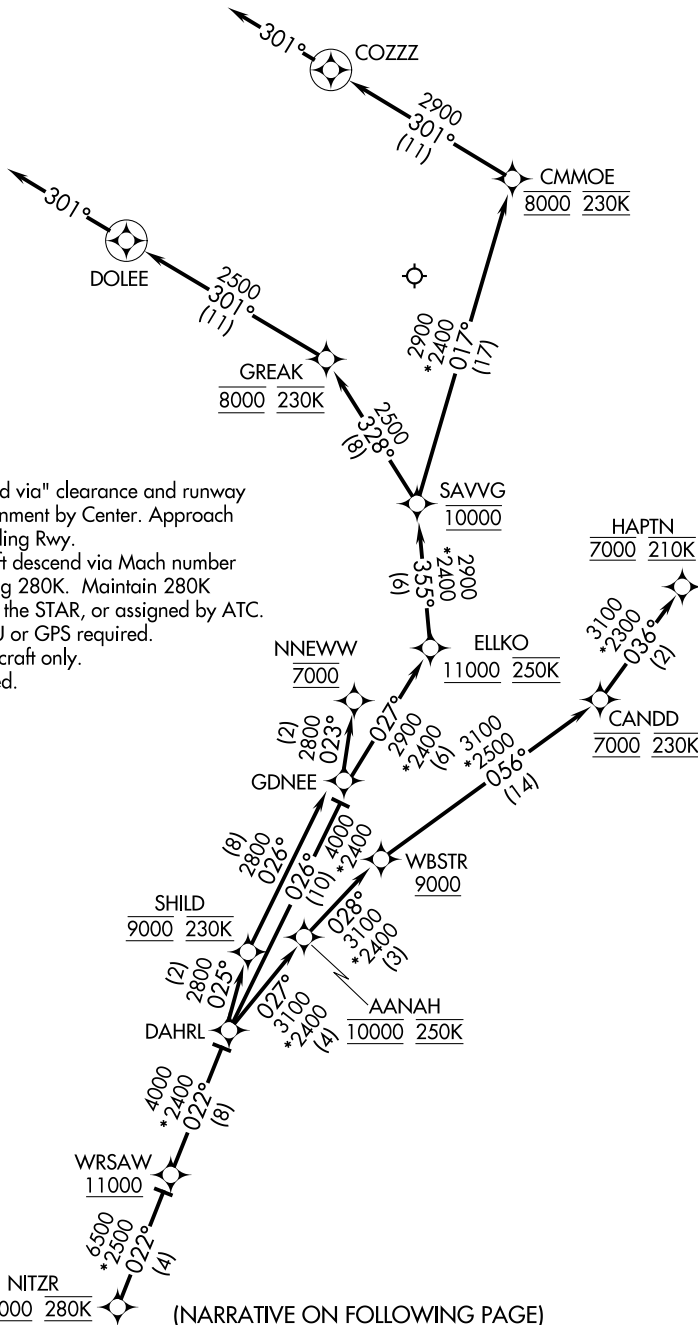 301°
COZZZ
2900
301°
(11)
CMMOE
8000 230K
301°
DOLEE
2500
301°
(11)
2900
*2400
017°
(17)
GREAK
8000 230K
2500
328°
(8)
d via" clearance and runway
nment by Center. Approach
ding Rwy.
ft descend via Mach number
g 280K. Maintain 280K
the STAR, or assigned by ATC.
U or GPS required.
craft only.
ed.
SAVVG
10000
HAPTN
7000 210K
2900
*2400
355°
(6)
3100
*2300
036°
(2)
NNEWW
7000
ELLKO
11000 250K
(2)
2800
023°
027°
2900
*2400
(6)
CANDD
7000 230K
3100
*2500
056°
(14)
GDNEE
(8)
2800
026°
4000
*2400
026°
(10)
WBSTR
9000
SHILD
9000 230K
028°
3100
*2400
(3)
(2)
2800
025°
AANAH
10000 250K
027°
3100
*2400
(4)
DAHRL
4000
*2400
022°
(8)
WRSAW
11000
6500
*2500
022°
(4)
NITZR
000 280K
(NARRATIVE ON FOLLOWING PAGE)